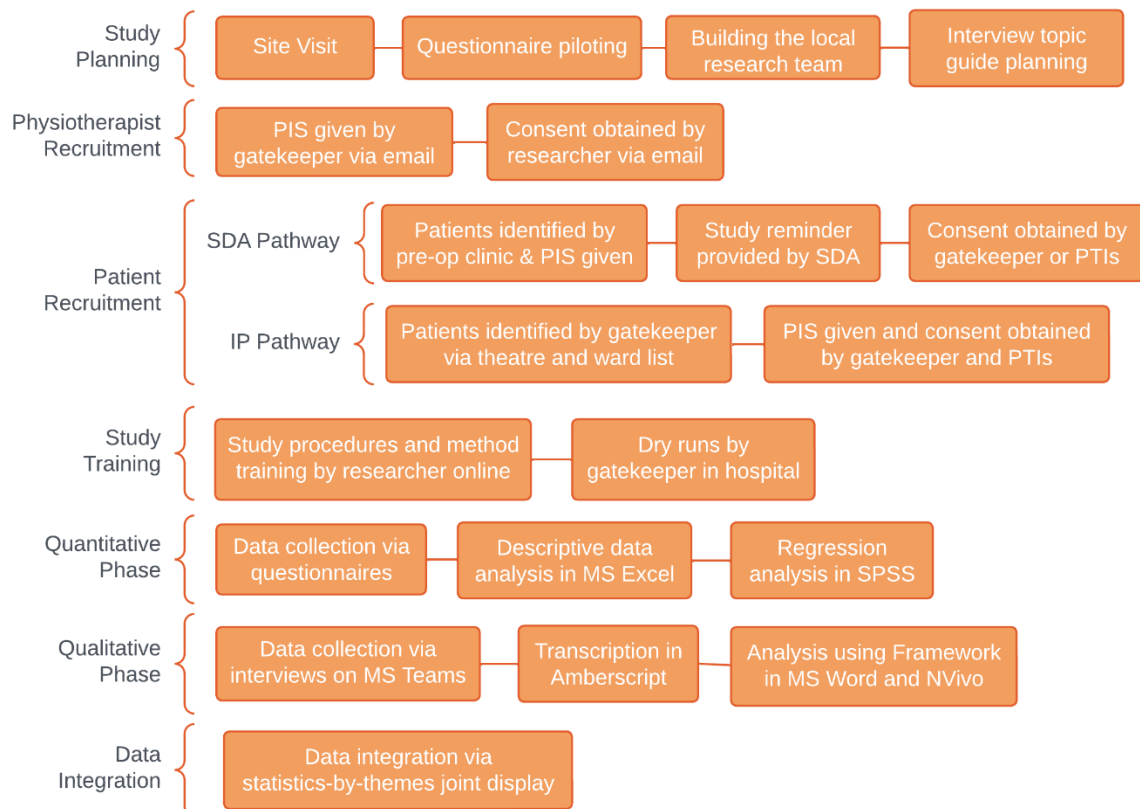 Study
Planning
Site Visit
Questionnaire piloting
Building the local
research team
Interview topic
guide planning
Physiotherapist
Recruitment
PIS given by
gatekeeper via email
Consent obtained by
researcher via email
Patient
Recruitment
SDA Pathway
Patients identified by
pre-op clinic & PIS given
Study reminder
provided by SDA
Consent obtained by
gatekeeper or PTIs
IP Pathway
Patients identified by gatekeeper
via theatre and ward list
PIS given and consent obtained
by gatekeeper and PTIs
Study
Training
Study procedures and method
training by researcher online
Dry runs by
gatekeeper in hospital
Quantitative
Phase
Data collection via
questionnaires
Descriptive data
analysis in MS Excel
Regression
analysis in SPSS
Qualitative
Phase
Data collection via
interviews on MS Teams
Transcription in
Amberscript
Analysis using Framework
in MS Word and NVivo
Data
Integration
Data integration via
statistics-by-themes joint display